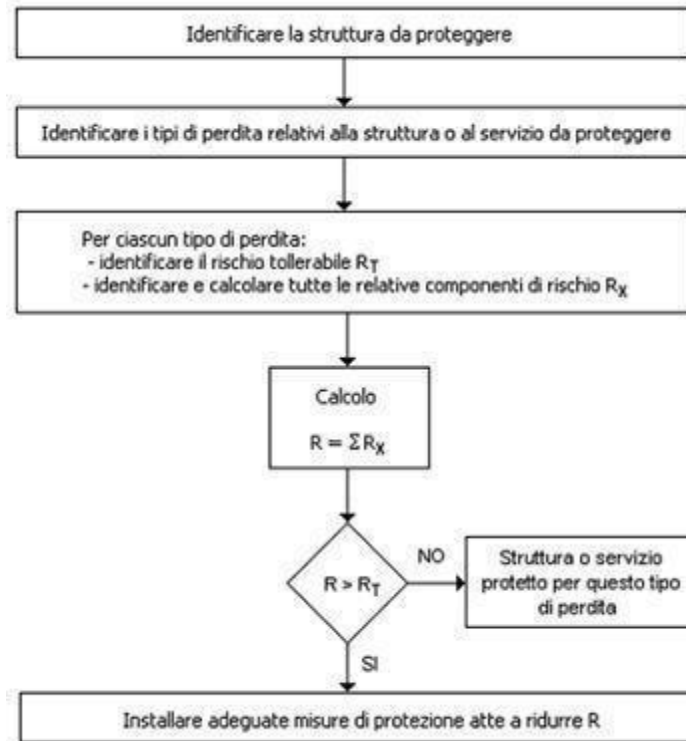 Identificare la struttura da proteggere
Identificare i tipi di perdita relativi alla struttura o al servizio da proteggere
Per ciascun tipo di perdita:
- identificare il rischio tollerabile RT
- identificare e calcolare tutte le relative componenti di rischio RX
Calcolo
R = ΣRX
R > RT
NO
Struttura o servizio
protetto per questo tipo
di perdita
SI
Installare adeguate misure di protezione atte a ridurre R